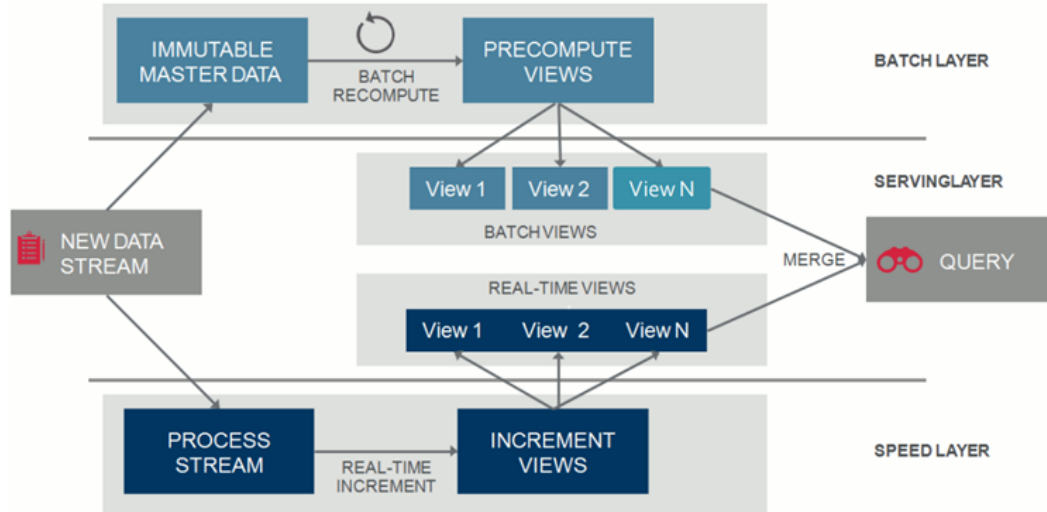 IMMUTABLE
MASTER DATA
BATCH
RECOMPUTE
PRECOMPUTE
VIEWS
BATCH LAYER
View 1
View 2
View N
BATCH VIEWS
SERVINGLAYER
NEW DATA
STREAM
MERGE
QUERY
REAL-TIME VIEWS
View 1
View 2
View N
PROCESS
STREAM
REAL-TIME
INCREMENT
INCREMENT
VIEWS
SPEED LAYER